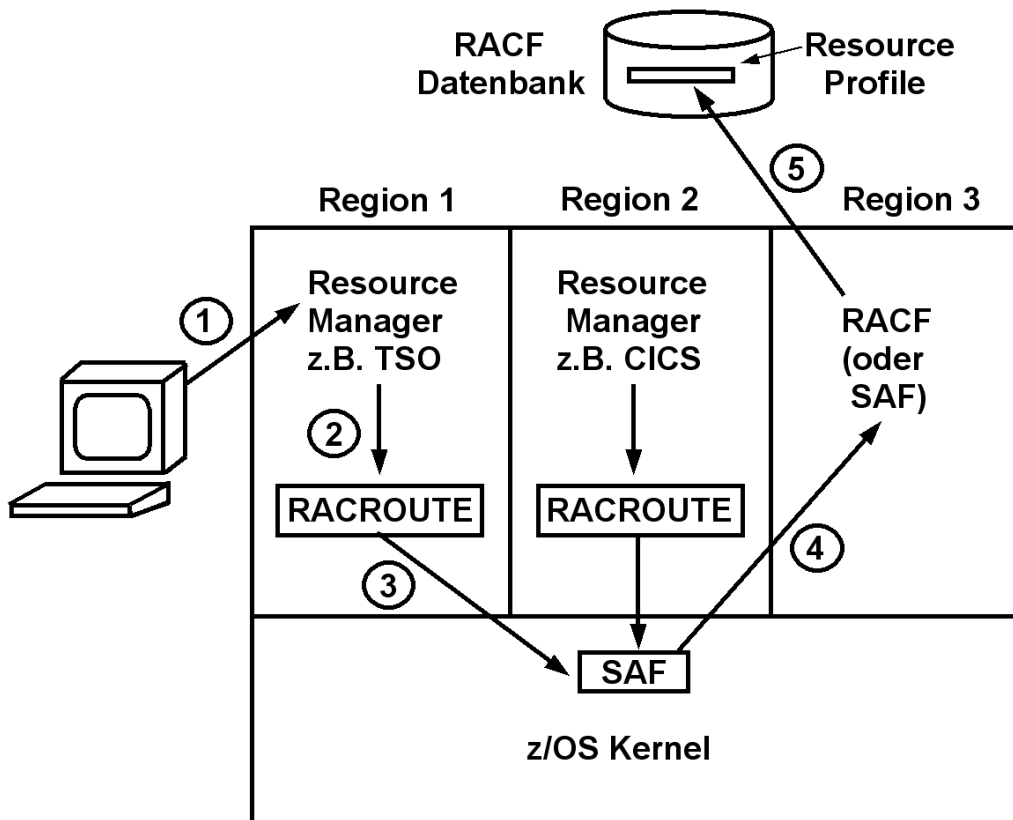 RACF
Datenbank
Resource
Profile
5
Region 1
Region 2
Region 3
1
Resource
Manager
z.B. TSO
Resource
Manager
z.B. CICS
RACF
(oder
SAF)
2
RACROUTE
RACROUTE
3
4
SAF
z/OS Kernel